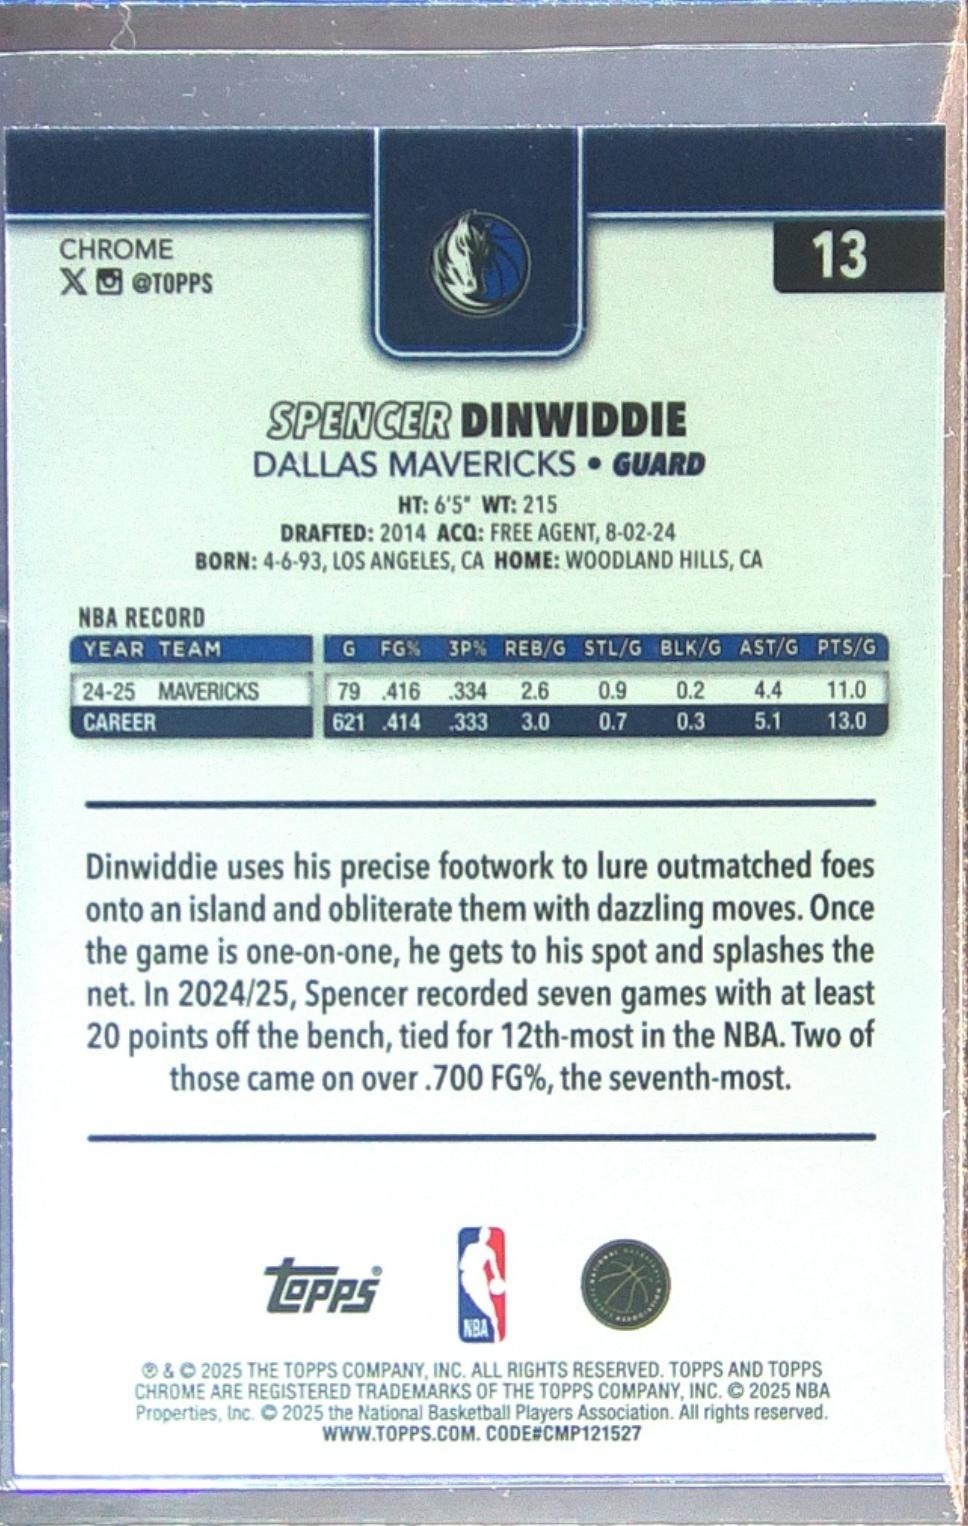 CHROME
13
X @TOPPS
SPENCER DINWIDDIE
DALLAS MAVERICKS • GUARD
HT: 6'5" WT: 215
DRAFTED: 2014 ACQ: FREE AGENT, 8-02-24
BORN: 4-6-93, LOS ANGELES, CA HOME: WOODLAND HILLS, CA
NBA RECORD
YEAR TEAM G FG% 3P% REB/G STL/G BLK/G AST/G PTS/G
24-25 MAVERICKS 79 .416 .334 2.6 0.9 0.2 4.4 11.0
CAREER 621 .414 .333 3.0 0.7 0.3 5.1 13.0
Dinwiddie uses his precise footwork to lure outmatched foes
onto an island and obliterate them with dazzling moves. Once
the game is one-on-one, he gets to his spot and splashes the
net. In 2024/25, Spencer recorded seven games with at least
20 points off the bench, tied for 12th-most in the NBA. Two of
those came on over .700 FG%, the seventh-most.
Topps®
NBA
® & © 2025 THE TOPPS COMPANY, INC. ALL RIGHTS RESERVED. TOPPS AND TOPPS
CHROME ARE REGISTERED TRADEMARKS OF THE TOPPS COMPANY, INC. © 2025 NBA
Properties, Inc. © 2025 the National Basketball Players Association. All rights reserved.
WWW.TOPPS.COM. CODE#CMP121527